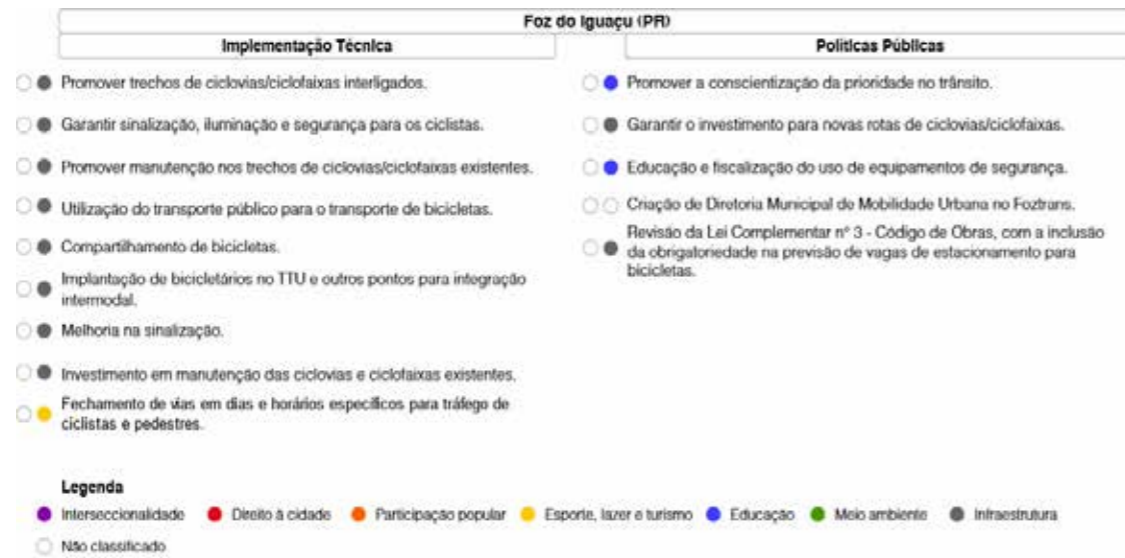 Foz do Iguaçu (PR)
Implementação Técnica
Promover trechos de ciclovias/ciclofaixas interligados.
Garantir sinalização, iluminação e segurança para os ciclistas.
Promover manutenção nos trechos de ciclovias/ciclofaixas existentes.
Utilização do transporte público para o transporte de bicicletas.
Compartilhamento de bicicletas.
Implantação de bicicletários no TTU e outros pontos para integração
intermodal.
Melhoria na sinalização.
Investimento em manutenção das ciclovias e ciclofaixas existentes.
Fechamento de vias em dias e horários específicos para tráfego de
ciclistas e pedestres.
Políticas Públicas
Promover a conscientização da prioridade no trânsito.
Garantir o investimento para novas rotas de ciclovias/ciclofaixas.
Educação e fiscalização do uso de equipamentos de segurança.
Criação de Diretoria Municipal de Mobilidade Urbana no Foztrans.
Revisão da Lei Complementar nº 3 - Código de Obras, com a inclusão
da obrigatoriedade na previsão de vagas de estacionamento para
bicicletas.
Legenda
Interseccionalidade Direito à cidade Participação popular Esporte, lazer e turismo Educação Meio ambiente Infraestrutura
Não classificado